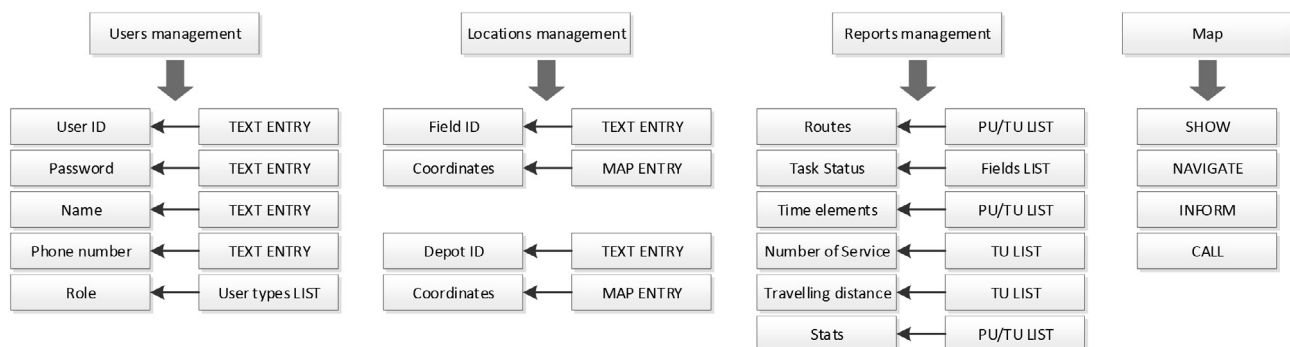 Users management
User ID
TEXT ENTRY
Password
TEXT ENTRY
Name
TEXT ENTRY
Phone number
TEXT ENTRY
Role
User types LIST
Locations management
Field ID
TEXT ENTRY
Coordinates
MAP ENTRY
Depot ID
TEXT ENTRY
Coordinates
MAP ENTRY
Reports management
Routes
PU/TU LIST
Task Status
Fields LIST
Time elements
PU/TU LIST
Number of Service
TU LIST
Travelling distance
TU LIST
Stats
PU/TU LIST
Map
SHOW
NAVIGATE
INFORM
CALL